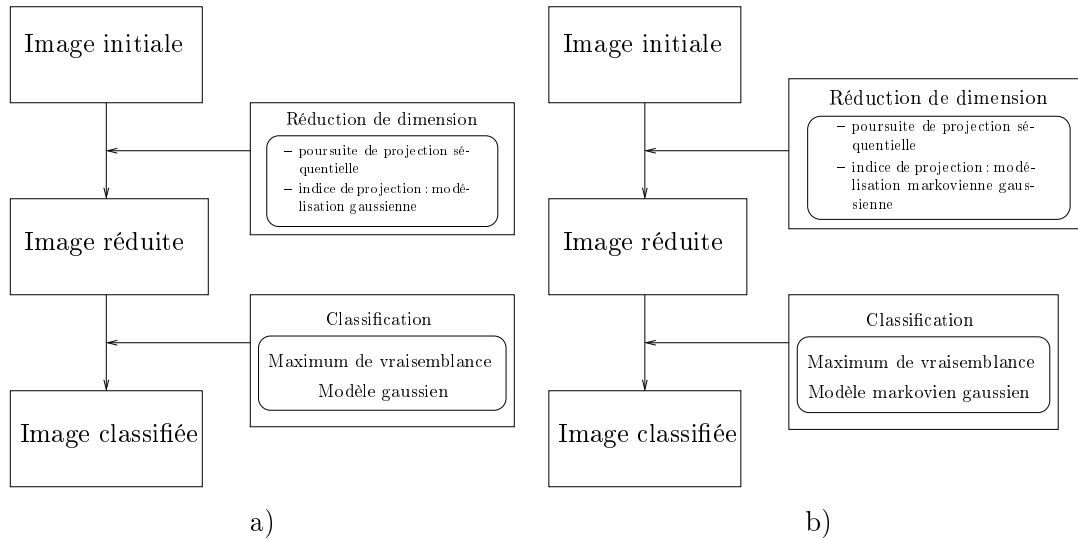 Image initiale
Réduction de dimension
– poursuite de projection sé-
quentielle
– indice de projection : modé-
lisation gaussienne
Image réduite
Classification
Maximum de vraisemblance
Modèle gaussien
Image classifiée
a)
Image initiale
Réduction de dimension
– poursuite de projection sé-
quentielle
– indice de projection : modé-
lisation markovienne gaus-
sienne
Image réduite
Classification
Maximum de vraisemblance
Modèle markovien gaussien
Image classifiée
b)